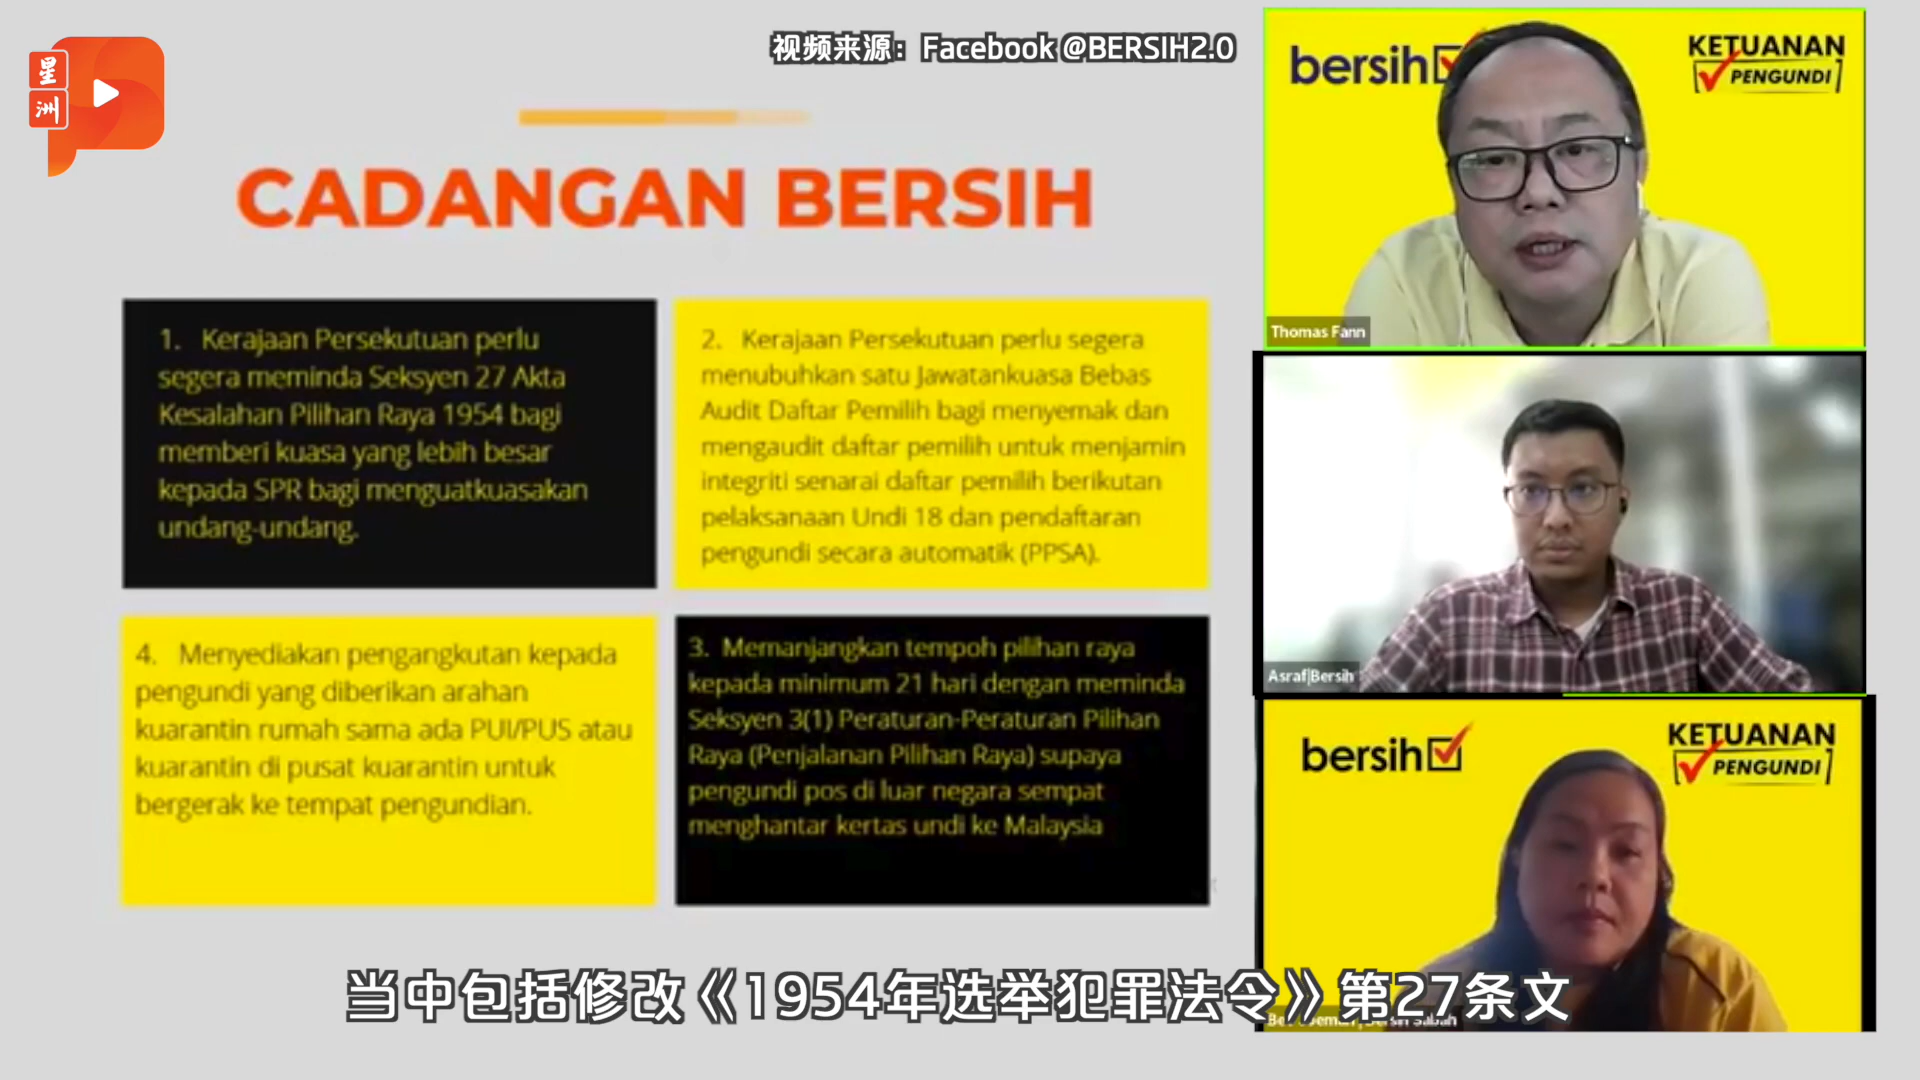 星洲
视频来源：Facebook @BERSIH2.0
CADANGAN BERSIH
1. Kerajaan Persekutuan perlu
segera meminda Seksyen 27 Akta
Kesalahan Pilihan Raya 1954 bagi
memberi kuasa yang lebih besar
kepada SPR bagi menguatkuasakan
undang-undang.
2. Kerajaan Persekutuan perlu segera
menubuhkan satu Jawatankuasa Bebas
Audit Daftar Pemilih bagi menyemak dan
mengaudit daftar pemilih untuk menjamin
integriti senarai daftar pemilih berikutan
pelaksanaan Undi 18 dan pendaftaran
pengundi secara automatik (PPSA).
4. Menyediakan pengangkutan kepada
pengundi yang diberikan arahan
kuarantin rumah sama ada PUI/PUS atau
kuarantin di pusat kuarantin untuk
bergerak ke tempat pengundian.
3. Memanjangkan tempoh pilihan raya
kepada minimum 21 hari dengan meminda
Seksyen 3(1) Peraturan-Peraturan Pilihan
Raya (Penjalanan Pilihan Raya) supaya
pengundi pos di luar negara sempat
menghantar kertas undi ke Malaysia
bersih
KETUANAN
PENGUNDI
Thomas Fann
Asraf|Bersih
bersih
KETUANAN
PENGUNDI
Bersih Sabah
当中包括修改《1954年选举犯罪法令》第27条文